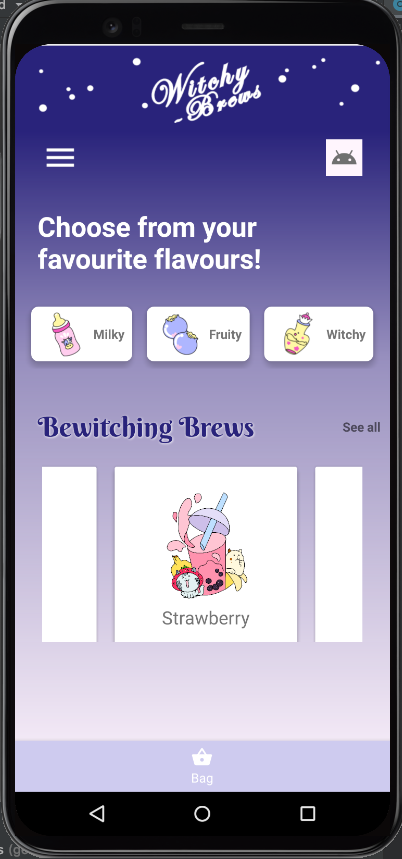 Witchy
-Brews
Choose from your
favourite flavours!
Milky
Fruity
Witchy
Bewitching Brews
See all
Strawberry
Bag